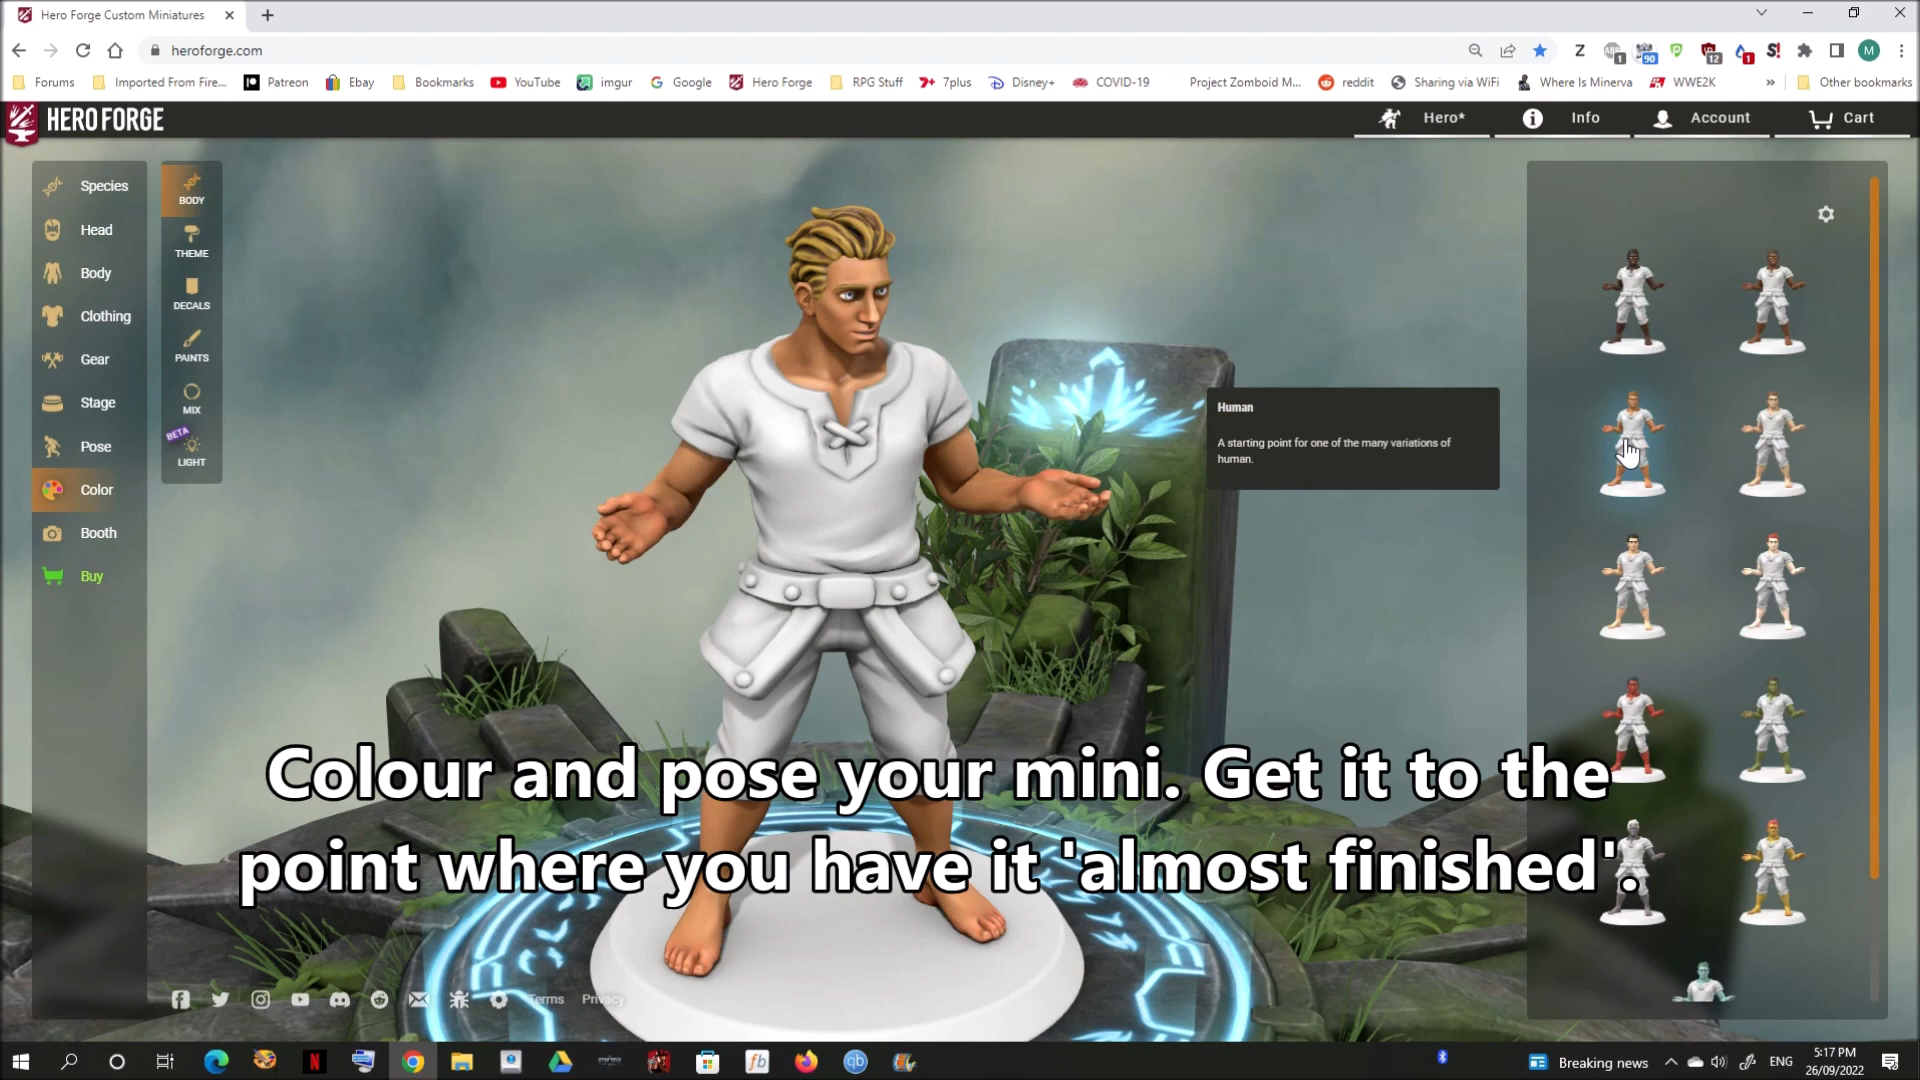 Hero Forge Custom Miniatures
heroforge.com
1
90
12
1
S!
M
Forums
Imported From Fire...
Patreon
Ebay
Bookmarks
YouTube
imgur
Google
Hero Forge
RPG Stuff
7+ 7plus
Disney+
COVID-19
Project Zomboid M...
reddit
Sharing via WiFi
Where Is Minerva
WWE2K
Other bookmarks
HERO FORGE
Hero*
Info
Account
Cart
Species
Head
Body
Clothing
Gear
Stage
Pose
Color
Booth
Buy
BODY
THEME
DECALS
PAINTS
MIX
BETA
LIGHT
Human
A starting point for one of the many variations of
human.
Colour and pose your mini. Get it to the
point where you have it 'almost finished'.
Terms
Privacy
Breaking news
ENG
5:17 PM
26/09/2022